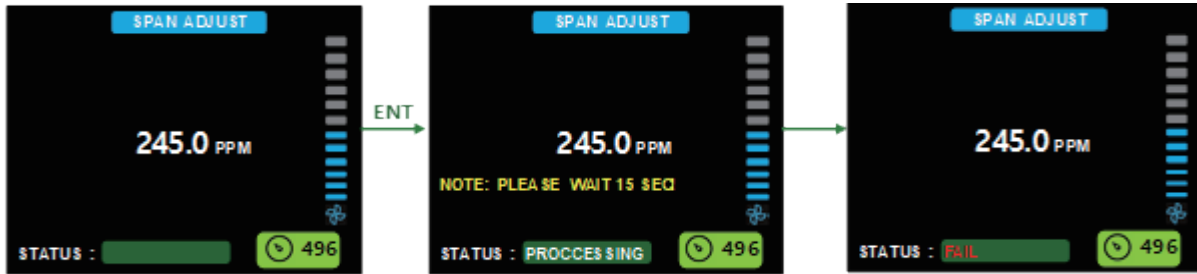 SPAN ADJUST
245.0 PPM
STATUS :
496
ENT
SPAN ADJUST
245.0 PPM
NOTE: PLEASE WAIT 15 SEC
STATUS : PROCCESSING
496
SPAN ADJUST
245.0 PPM
STATUS : FAIL
496